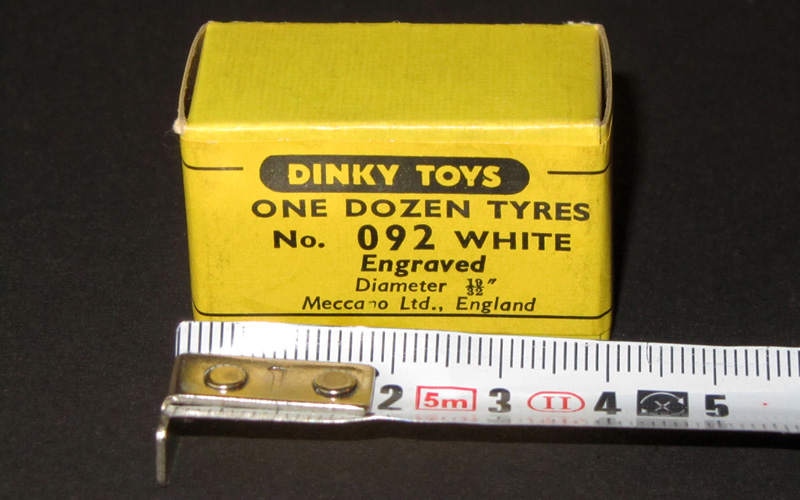 DINKY TOYS
ONE DOZEN TYRES
No. 092 WHITE
Engraved
Diameter 19/32"
Meccano Ltd., England
2 5m 3 II 4 5